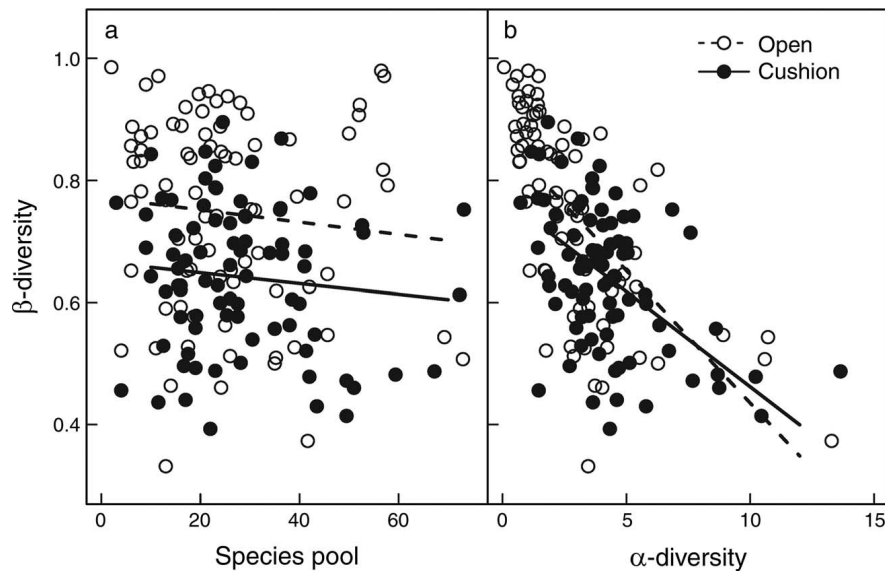 a
b
Open
Cushion
1.0
0.8
0.6
0.4
β-diversity
0 20 40 60
0 5 10 15
Species pool
α-diversity